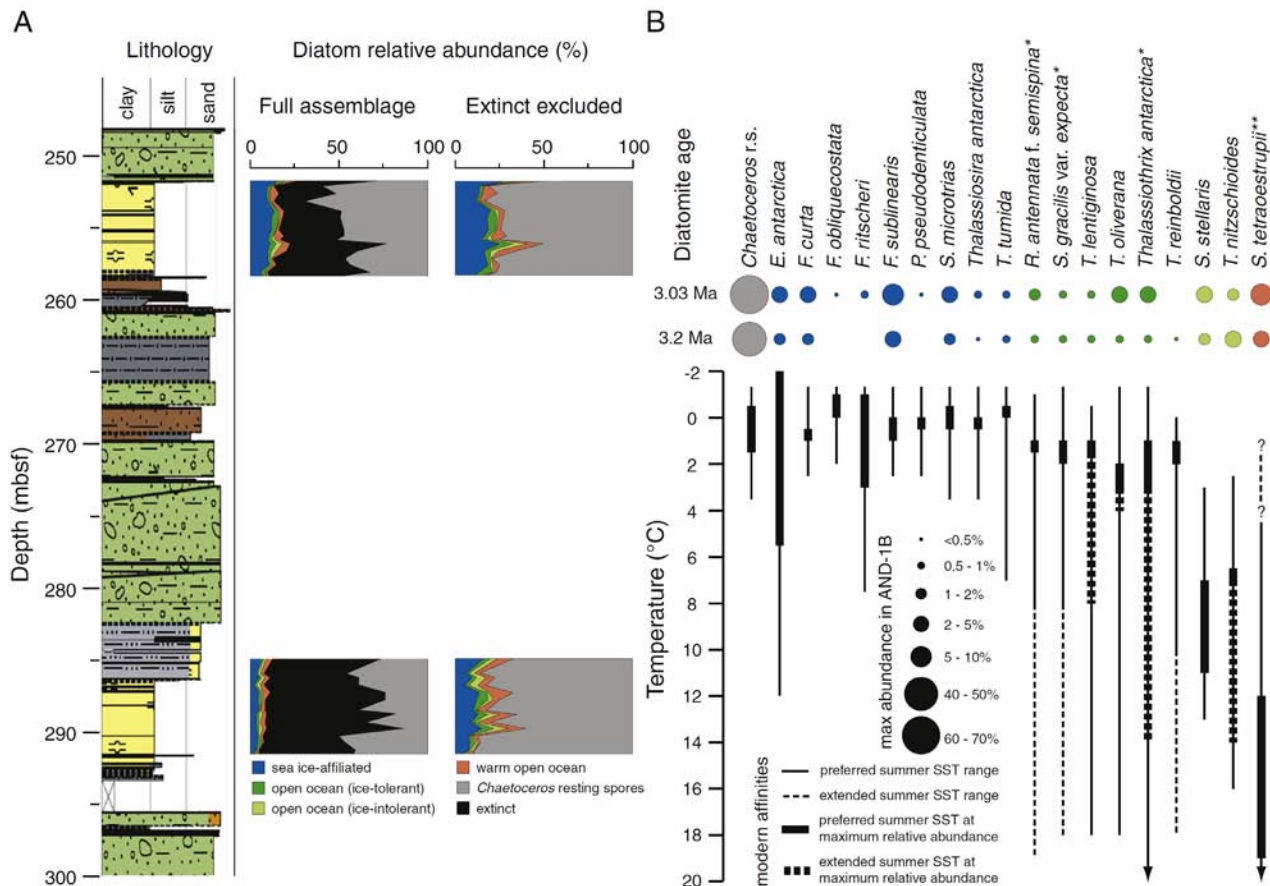 A
Lithology
clay
silt
sand
Diatom relative abundance (%)
Full assemblage
Extinct excluded
0 50 100 0 50 100
Depth (mbsf)
250
260
270
280
290
300
sea ice-affiliated
open ocean (ice-tolerant)
open ocean (ice-intolerant)
warm open ocean
Chaetoceros resting spores
extinct
B
Diatomite age
Chaetoceros r.s.
E. antarctica
F. curta
F. obliquecostata
F. ritscheri
F. sublinearis
P. pseudodenticulata
S. microtrias
Thalassiosira antarctica
T. tumida
R. antennata f. semispina*
S. gracilis var. expecta*
T. lentiginosa
T. oliverana
Thalassiothrix antarctica*
T. reinboldii
S. stellaris
T. nitzschioides
S. tetraoestrupii**
3.03 Ma
3.2 Ma
Temperature (°C)
-2
0
2
4
6
8
10
12
14
16
18
20
?
?
max abundance in AND-1B
<0.5%
0.5 - 1%
1 - 2%
2 - 5%
5 - 10%
40 - 50%
60 - 70%
modern affinities
preferred summer SST range
extended summer SST range
preferred summer SST at
maximum relative abundance
extended summer SST at
maximum relative abundance